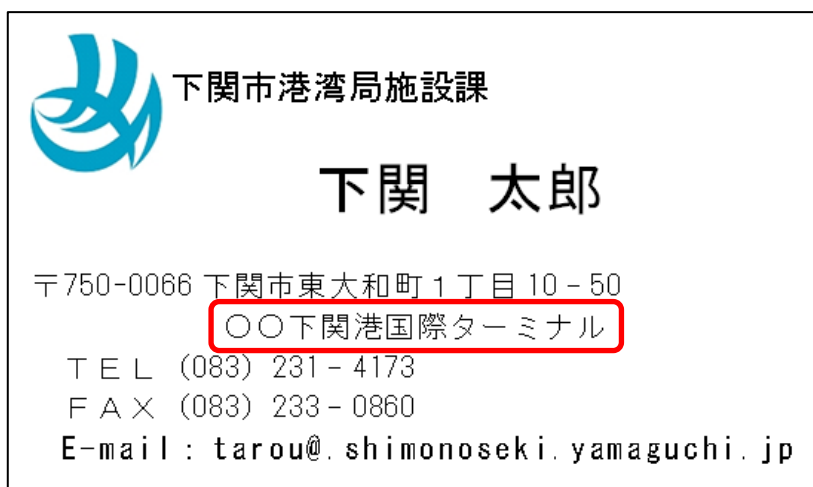 下関市港湾局施設課
下関　太郎
〒750-0066 下関市東大和町１丁目10－50
〇〇下関港国際ターミナル
ＴＥＬ (083) 231－4173
ＦＡＸ (083) 233－0860
E-mail：tarou@.shimonoseki.yamaguchi.jp